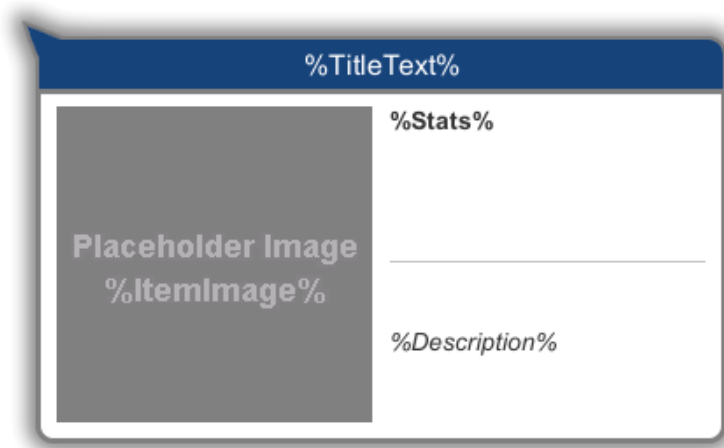 %TitleText%
%Stats%
Placeholder Image
%ItemImage%
%Description%